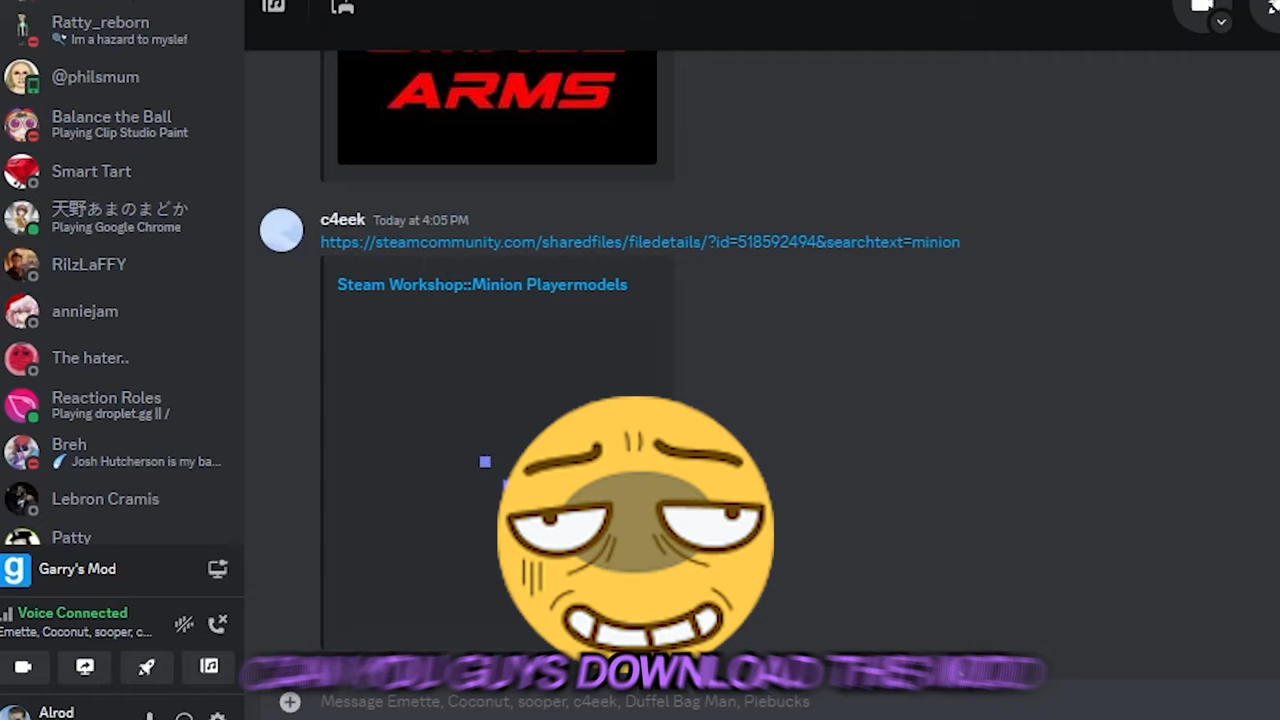 Ratty_reborn
Im a hazard to myslef
@philsmum
Balance the Ball
Playing Clip Studio Paint
Smart Tart
天野あまのまどか
Playing Google Chrome
RilzLaFFY
anniejam
The hater..
Reaction Roles
Playing droplet.gg || /
Breh
Josh Hutcherson is my ba...
Lebron Cramis
Patty
g
Garry's Mod
Voice Connected
Emette, Coconut, sooper, c...
Alrod
ARMS
c4eek Today at 4:05 PM
https://steamcommunity.com/sharedfiles/filedetails/?id=518592494&searchtext=minion
Steam Workshop::Minion Playermodels
CAN YOU GUYS DOWNLOAD THE
Message Emette, Coconut, sooper, c4eek, Duffel Bag Man, Piebucks